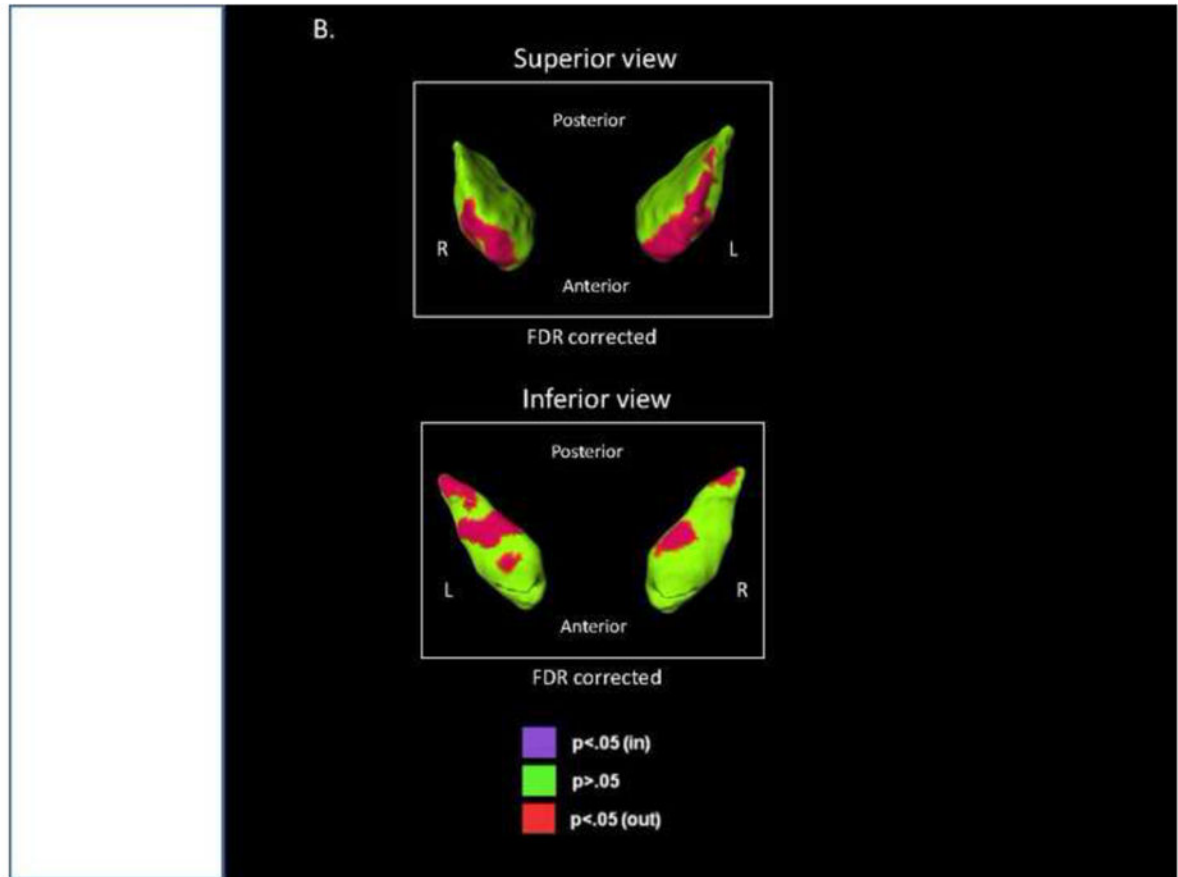 B.
Superior view
Posterior
R
L
Anterior
FDR corrected
Inferior view
Posterior
L
R
Anterior
FDR corrected
p<.05 (in)
p>.05
p<.05 (out)